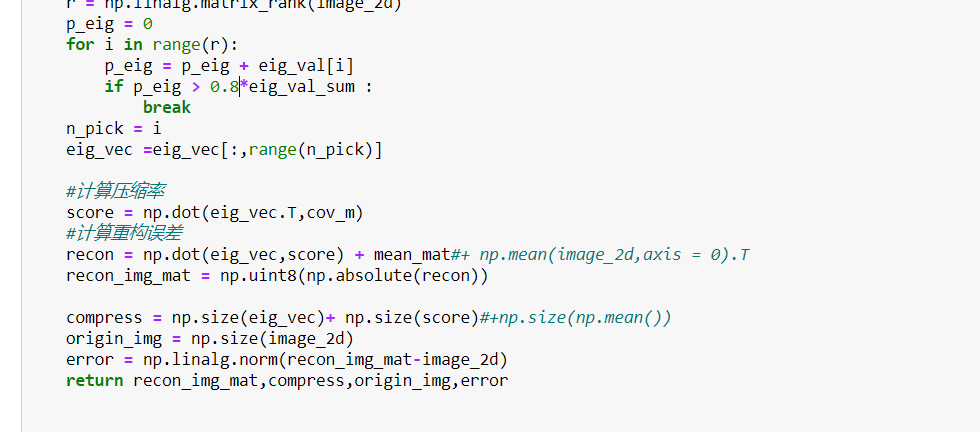 r = np.linalg.matrix_rank(image_2d)
p_eig = 0
for i in range(r):
p_eig = p_eig + eig_val[i]
if p_eig > 0.8*eig_val_sum :
break
n_pick = i
eig_vec =eig_vec[:,range(n_pick)]
#计算压缩率
score = np.dot(eig_vec.T,cov_m)
#计算重构误差
recon = np.dot(eig_vec,score) + mean_mat#+ np.mean(image_2d,axis = 0).T
recon_img_mat = np.uint8(np.absolute(recon))
compress = np.size(eig_vec)+ np.size(score)#+np.size(np.mean())
origin_img = np.size(image_2d)
error = np.linalg.norm(recon_img_mat-image_2d)
return recon_img_mat,compress,origin_img,error